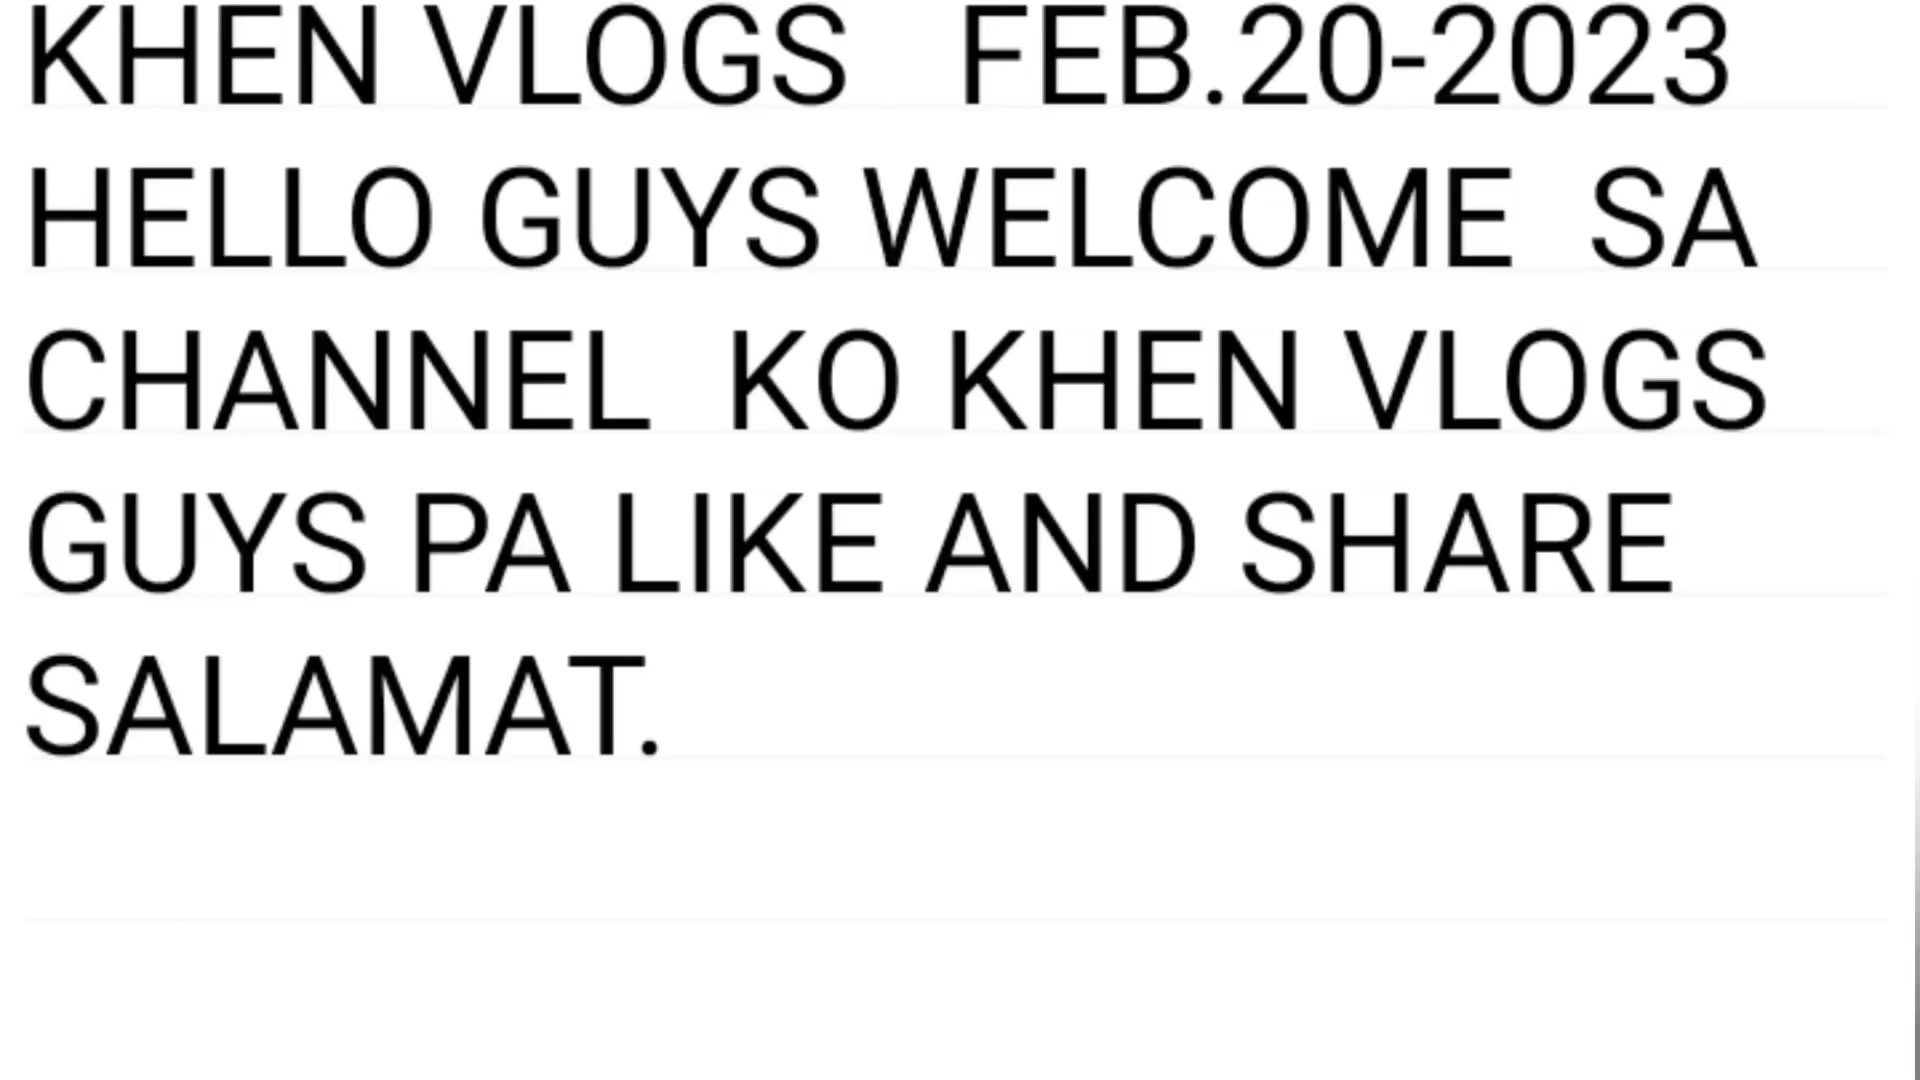 KHEN VLOGS   FEB.20-2023
HELLO GUYS WELCOME  SA
CHANNEL  KO KHEN VLOGS
GUYS PA LIKE AND SHARE
SALAMAT.